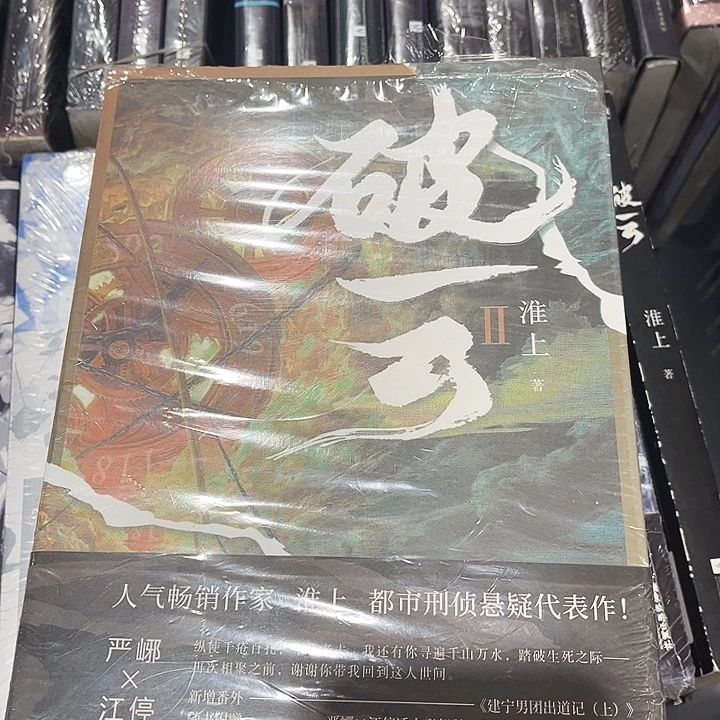 破云
II
淮上
著
破云
淮上
著
人气畅销作家 淮上 都市刑侦悬疑代表作!
严峫
×
江停
纵使千疮百孔, 我还有你寻遍千山万水,踏破生死之际——
再次相聚之前,谢谢你带我回到这人世间。
新增番外 《建宁男团出道记(上)》